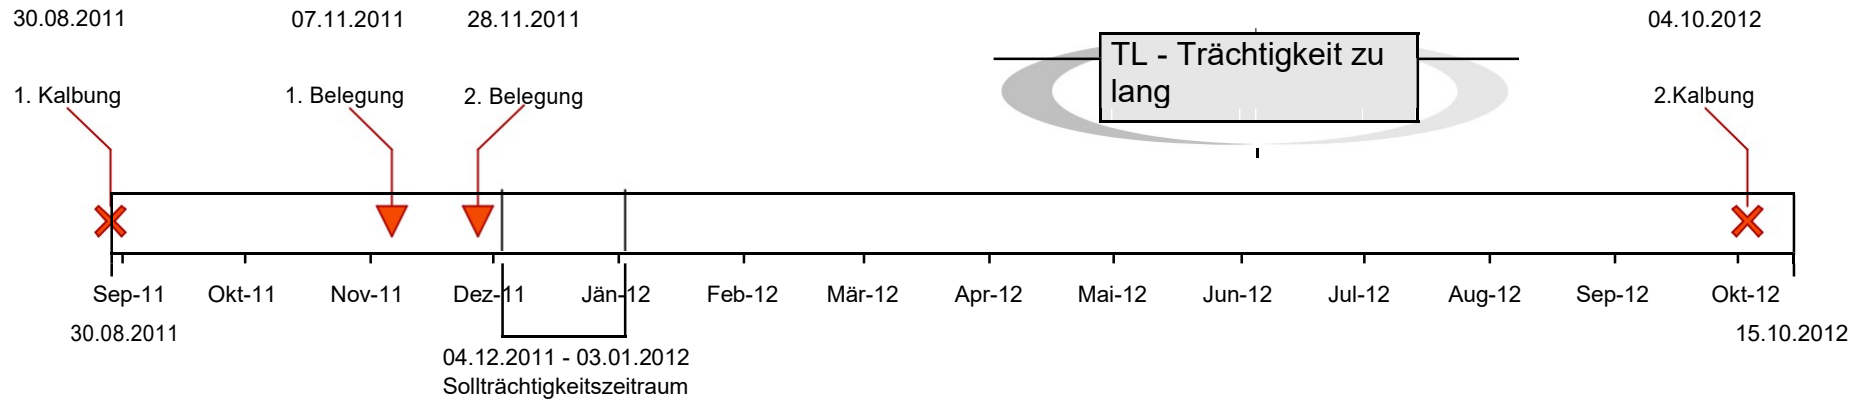 30.08.2011
07.11.2011
28.11.2011
04.10.2012
TL - Trächtigkeit zu
lang
1. Kalbung
1. Belegung
2. Belegung
2.Kalbung
Sep-11
Okt-11
Nov-11
Dez-11
Jän-12
Feb-12
Mär-12
Apr-12
Mai-12
Jun-12
Jul-12
Aug-12
Sep-12
Okt-12
30.08.2011
15.10.2012
04.12.2011 - 03.01.2012
Sollträchtigkeitszeitraum